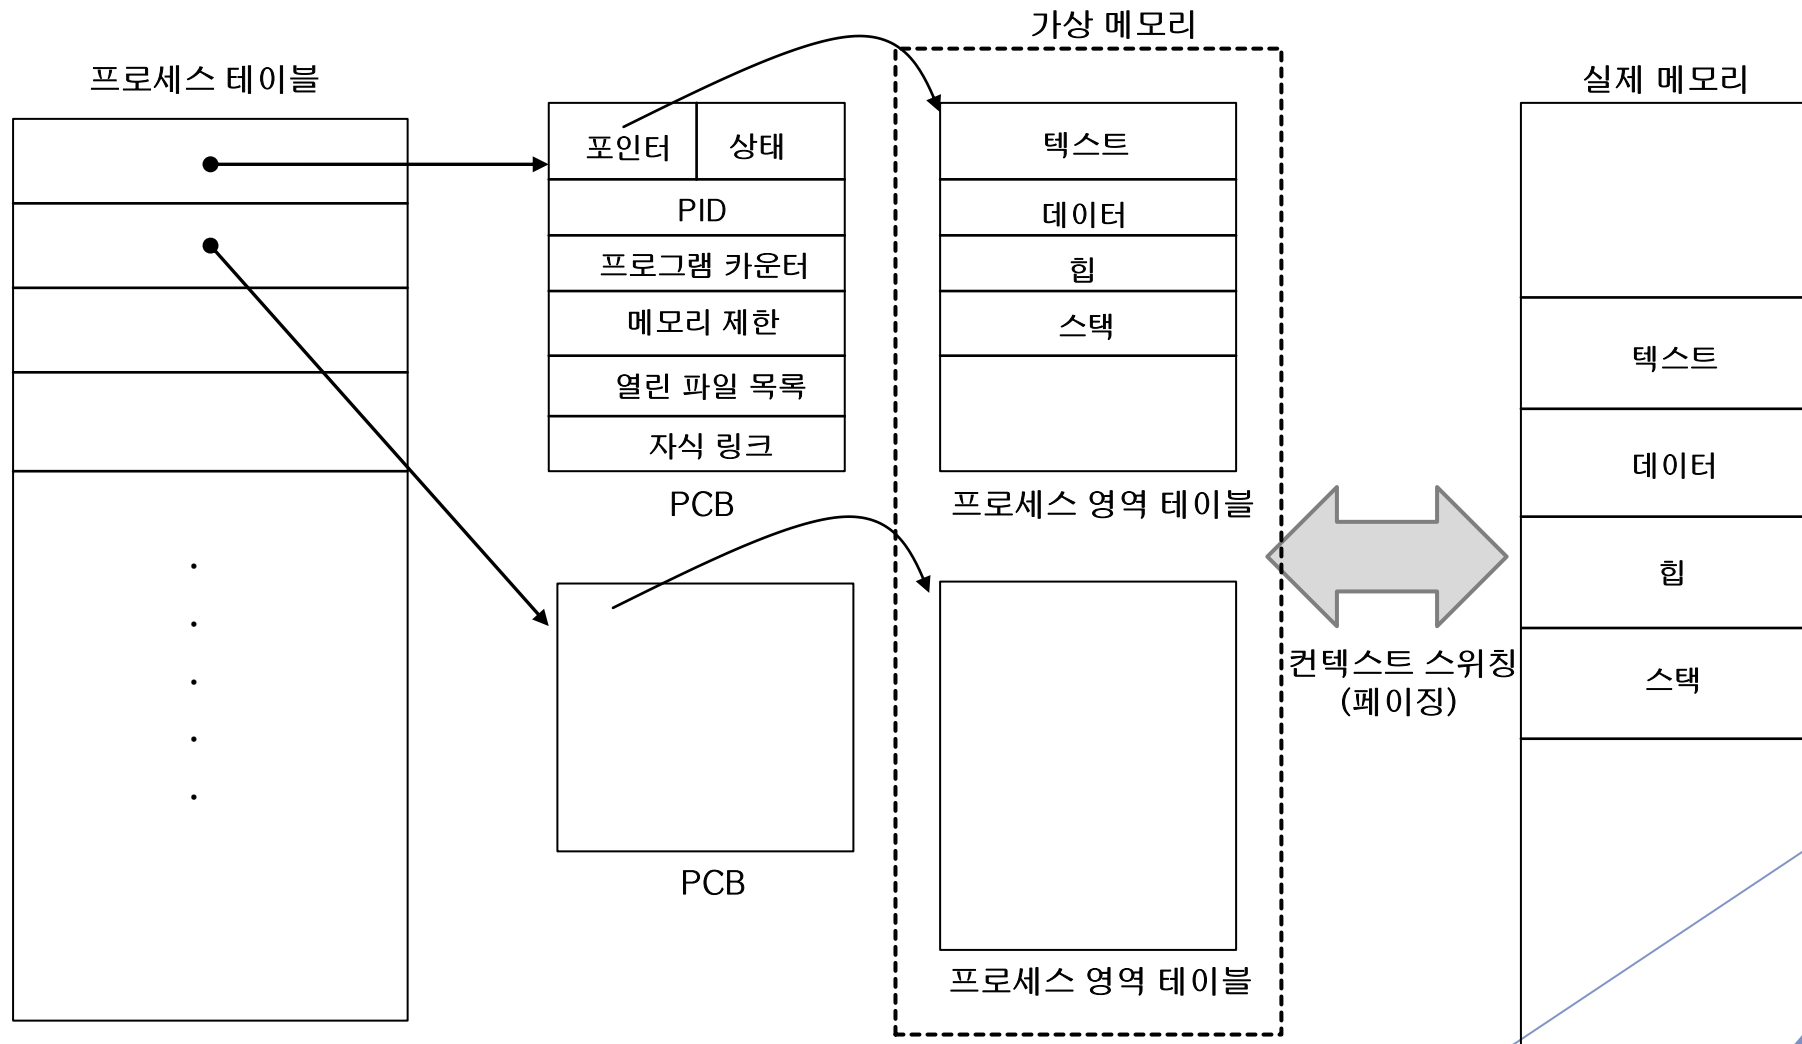 프로세스 테이블
포인터
상태
PID
프로그램 카운터
메모리 제한
열린 파일 목록
자식 링크
PCB
PCB
가상 메모리
텍스트
데이터
힙
스택
프로세스 영역 테이블
프로세스 영역 테이블
컨텍스트 스위칭
(페이징)
실제 메모리
텍스트
데이터
힙
스택